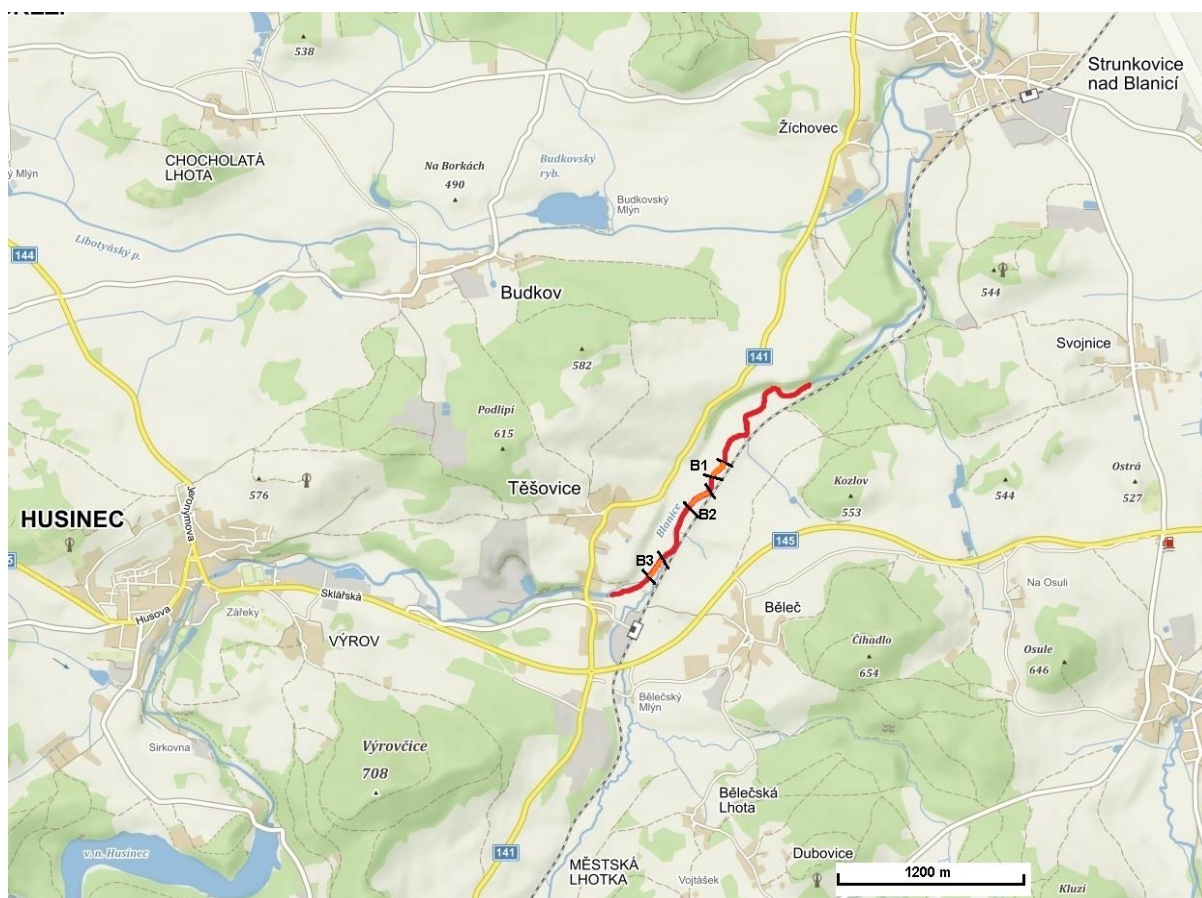 538
Strunkovice
nad Blanicí
Žíchovec
CHOCHOLATÁ
LHOTA
Na Borkách
490
Budkovský
ryb.
Budkovský
Mlýn
ý Mlýn
Libotyňský p.
144
544
Budkov
141
582
Svojnice
Podlipí
615
B1
Ostrá
527
576
Těšovice
Kozlov
553
544
HUSINEC
Jeronýmova
Blanice
B2
145
B3
Na Osuli
Husova
Zářeky
Sklářská
VÝROV
Běleč
Číhadlo
654
Osule
646
Bělečský
Mlýn
Sirkovna
Výrovčice
708
Bělečská
Lhota
v. n. Husinec
141
MĚSTSKÁ
LHOTKA
Dubovice
Vojtášek
1200 m
Kluzí